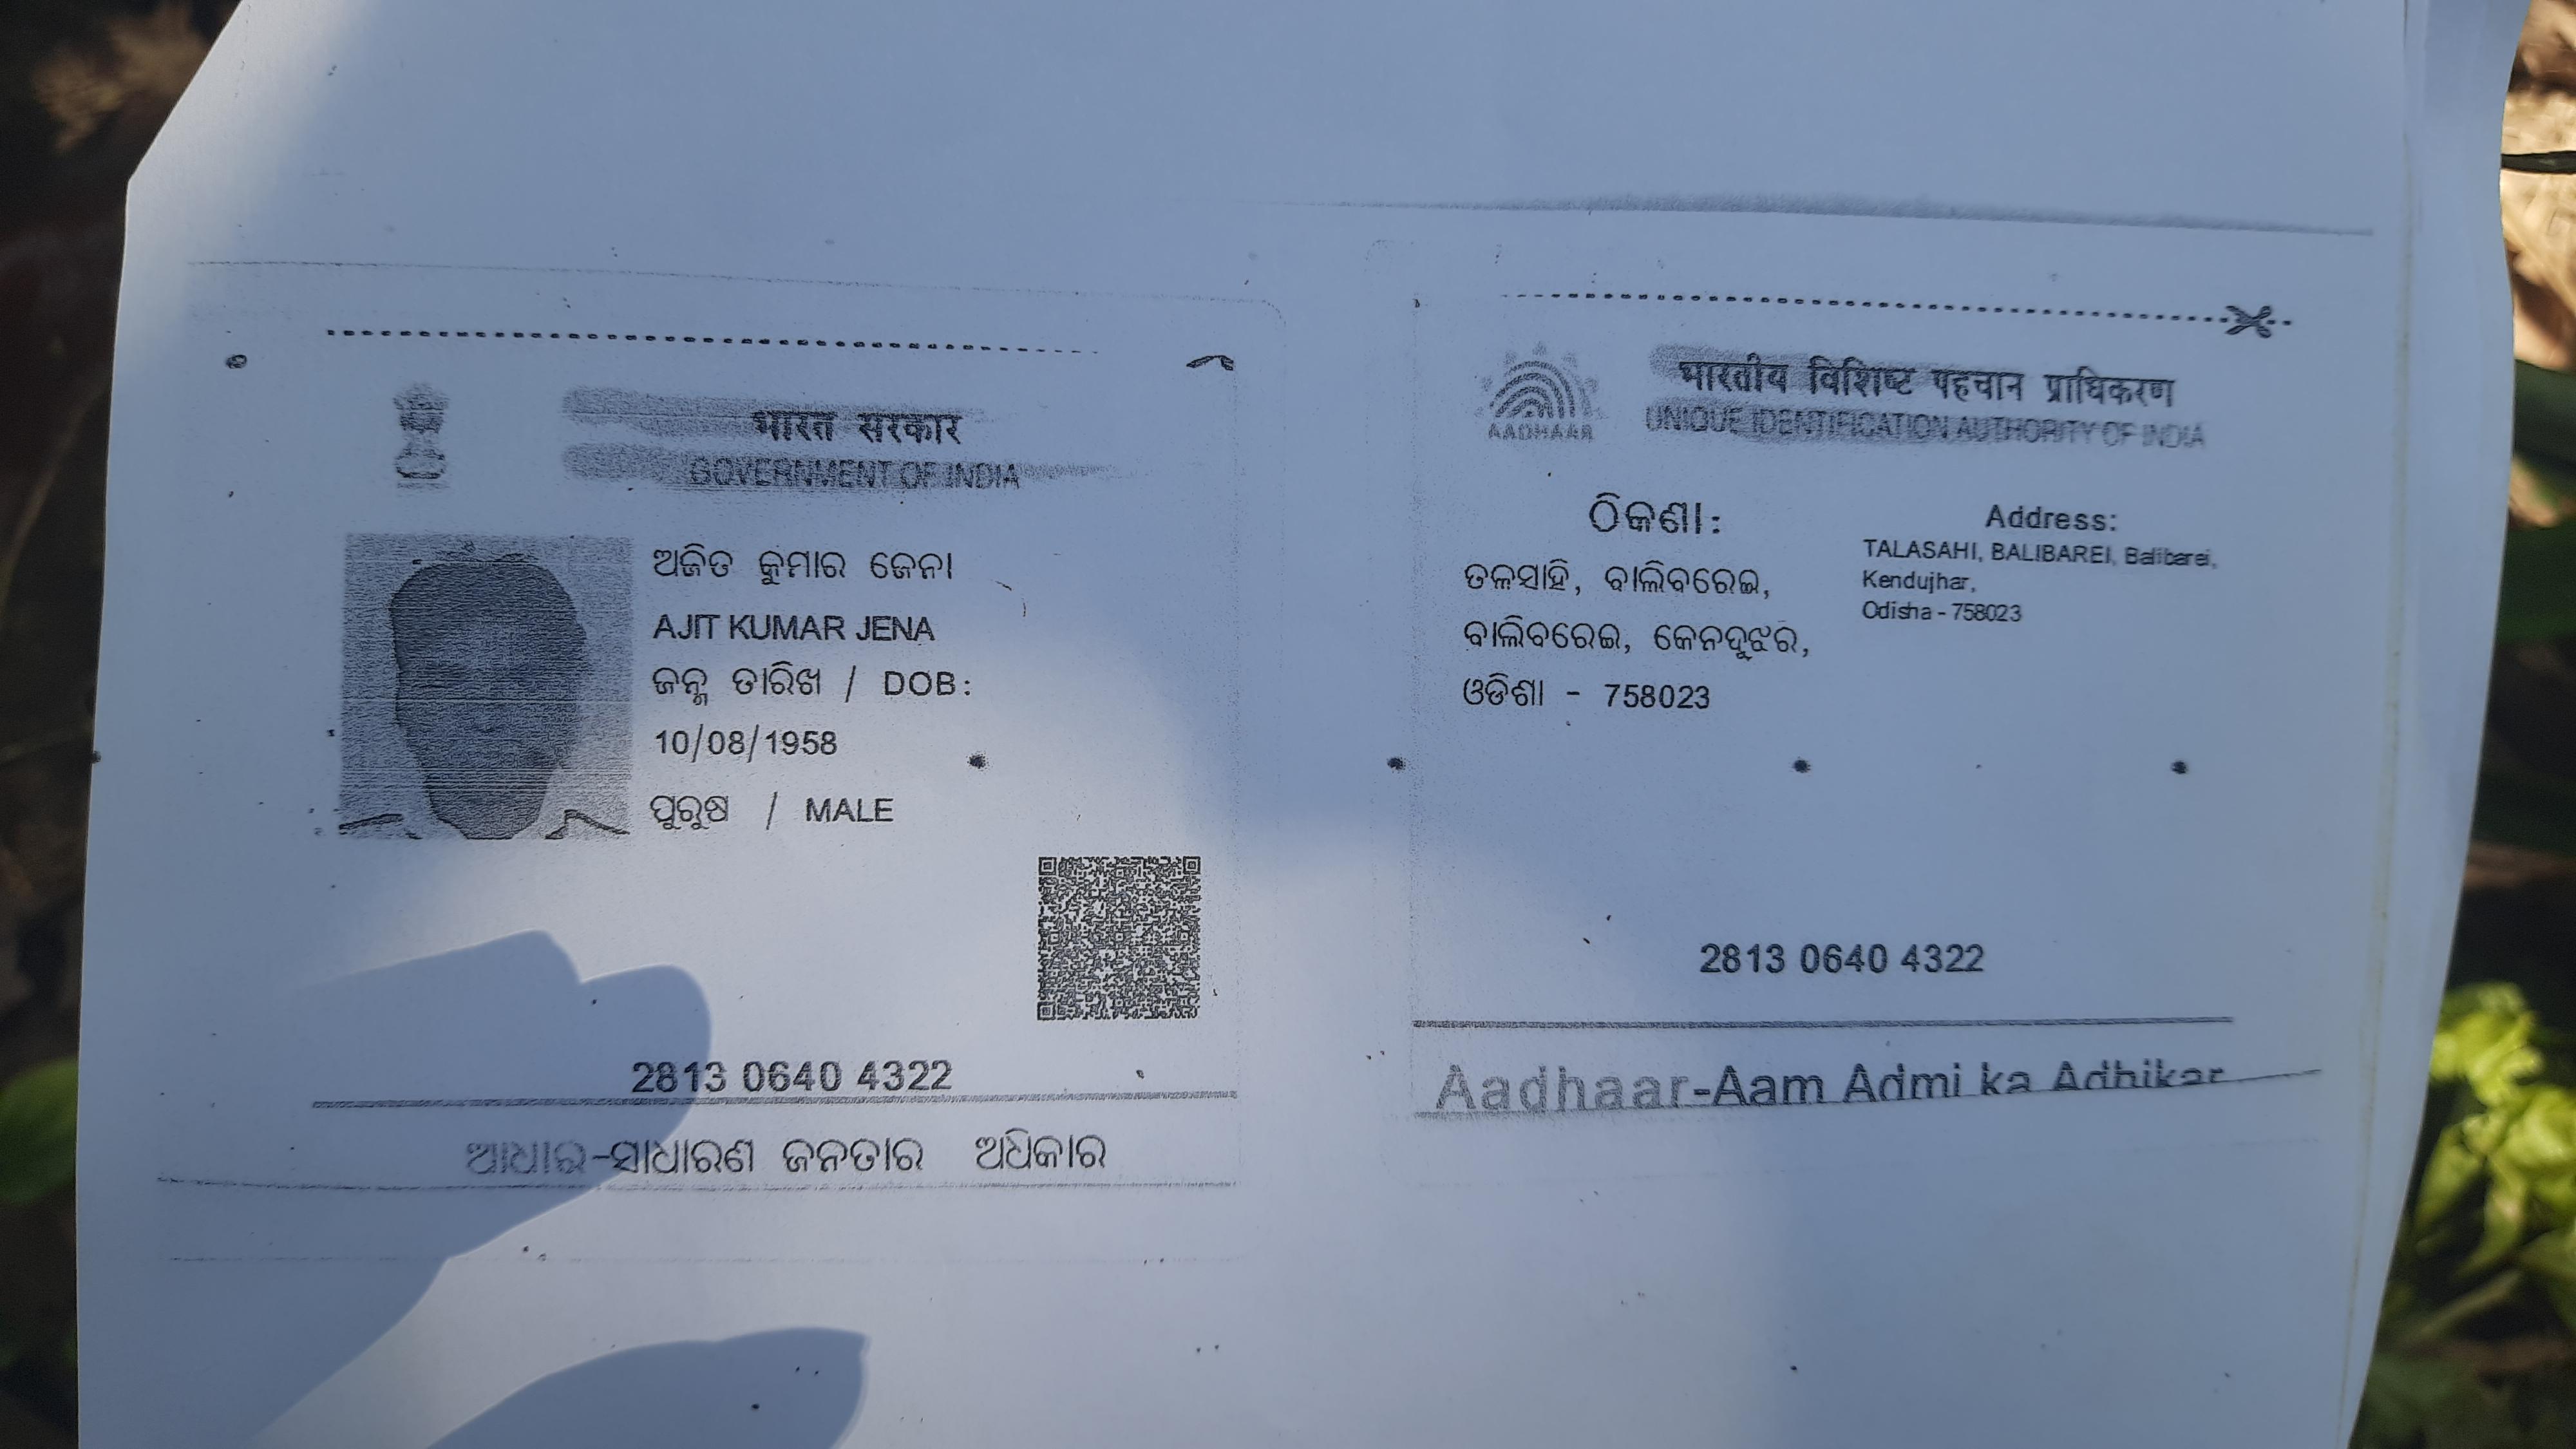 भारत सरकार
GOVERNMENT OF INDIA
ଅଜିତ କୁମାର ଜେନା
AJIT KUMAR JENA
ଜନ୍ମ ତାରିଖ / DOB:
10/08/1958
ପୁରୁଷ / MALE
2813 0640 4322
ଆଧାର-ସାଧାରଣ ଜନତାର ଅଧିକାର
भारतीय विशिष्ट पहचान प्राधिकरण
UNIQUE IDENTIFICATION AUTHORITY OF INDIA
AADHAAR
ଠିକଣା:
ତଳସାହି, ବାଲିବରେଇ,
ବାଲିବରେଇ, କେନଦୁଝର,
ଓଡିଶା - 758023
Address:
TALASAHI, BALIBAREI, Balibarei,
Kendujhar,
Odisha - 758023
2813 0640 4322
Aadhaar-Aam Admi ka Adhikar